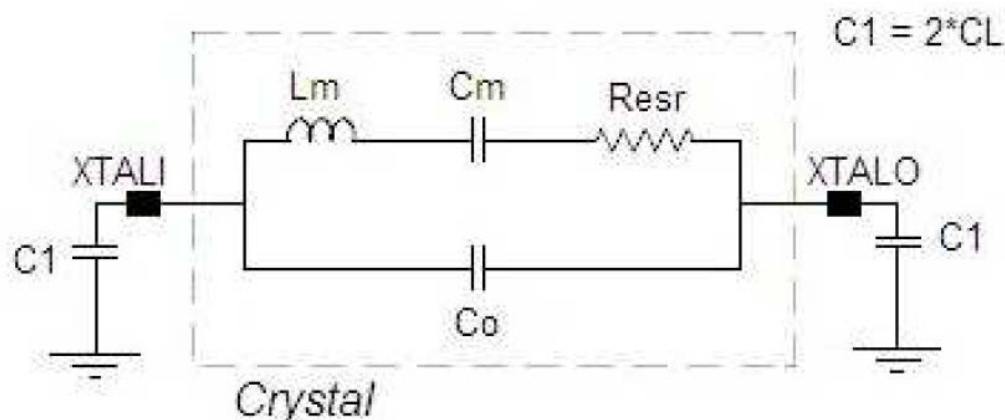 C1 = 2*CL
Lm
Cm
Resr
XTALI
XTALO
C1
C1
Co
Crystal